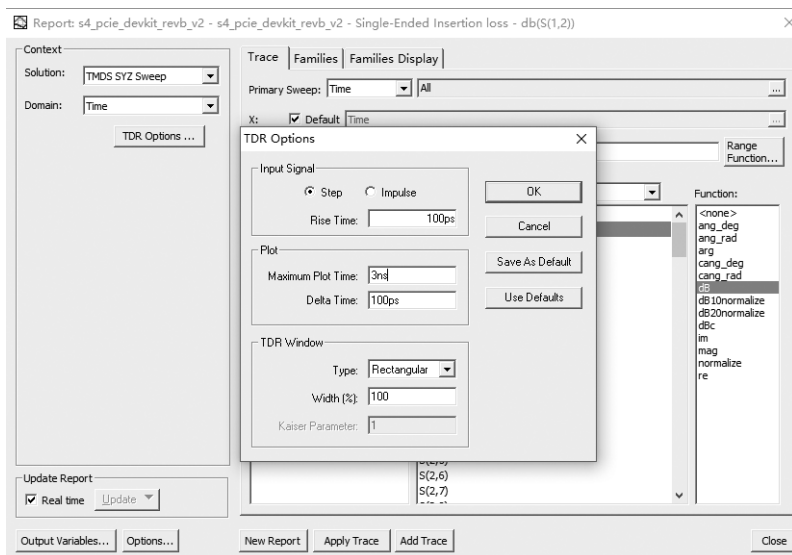 Report: s4_pcie_devkit_revb_v2 - s4_pcie_devkit_revb_v2 - Single-Ended Insertion loss - db(S(1,2))
Context
Solution: TMDS SYZ Sweep
Domain: Time
TDR Options ...
Trace Families Families Display
Primary Sweep: Time All ...
X: Default Time ...
Range
Function...
TDR Options
Input Signal
Step Impulse
Rise Time: 100ps
Plot
Maximum Plot Time: 3ns
Delta Time: 100ps
TDR Window
Type: Rectangular
Width (%): 100
Kaiser Parameter: 1
OK
Cancel
Save As Default
Use Defaults
Function:
<none>
ang_deg
ang_rad
arg
cang_deg
cang_rad
dB
dB10normalize
dB20normalize
dBc
im
mag
normalize
re
S(2,6)
S(2,7)
Update Report
Real time Update
Output Variables... Options... New Report Apply Trace Add Trace Close